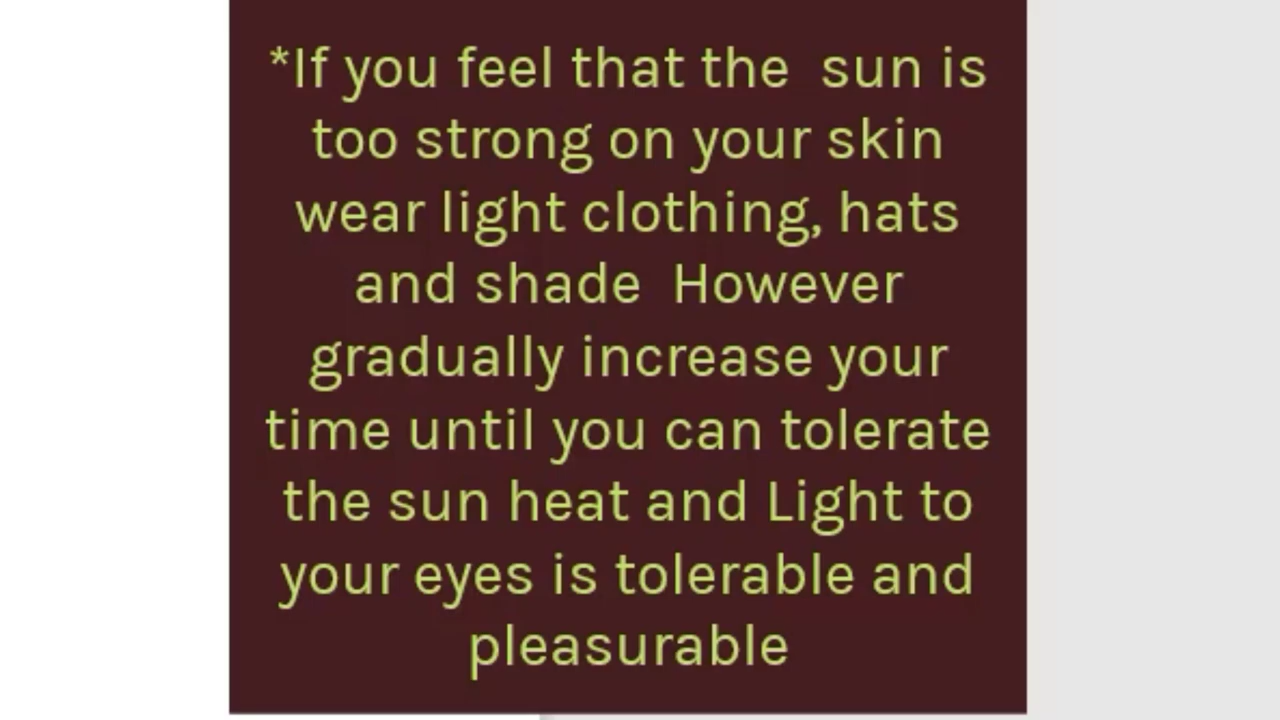 *If you feel that the  sun is
too strong on your skin
wear light clothing, hats
and shade  However
gradually increase your
time until you can tolerate
the sun heat and Light to
your eyes is tolerable and
pleasurable